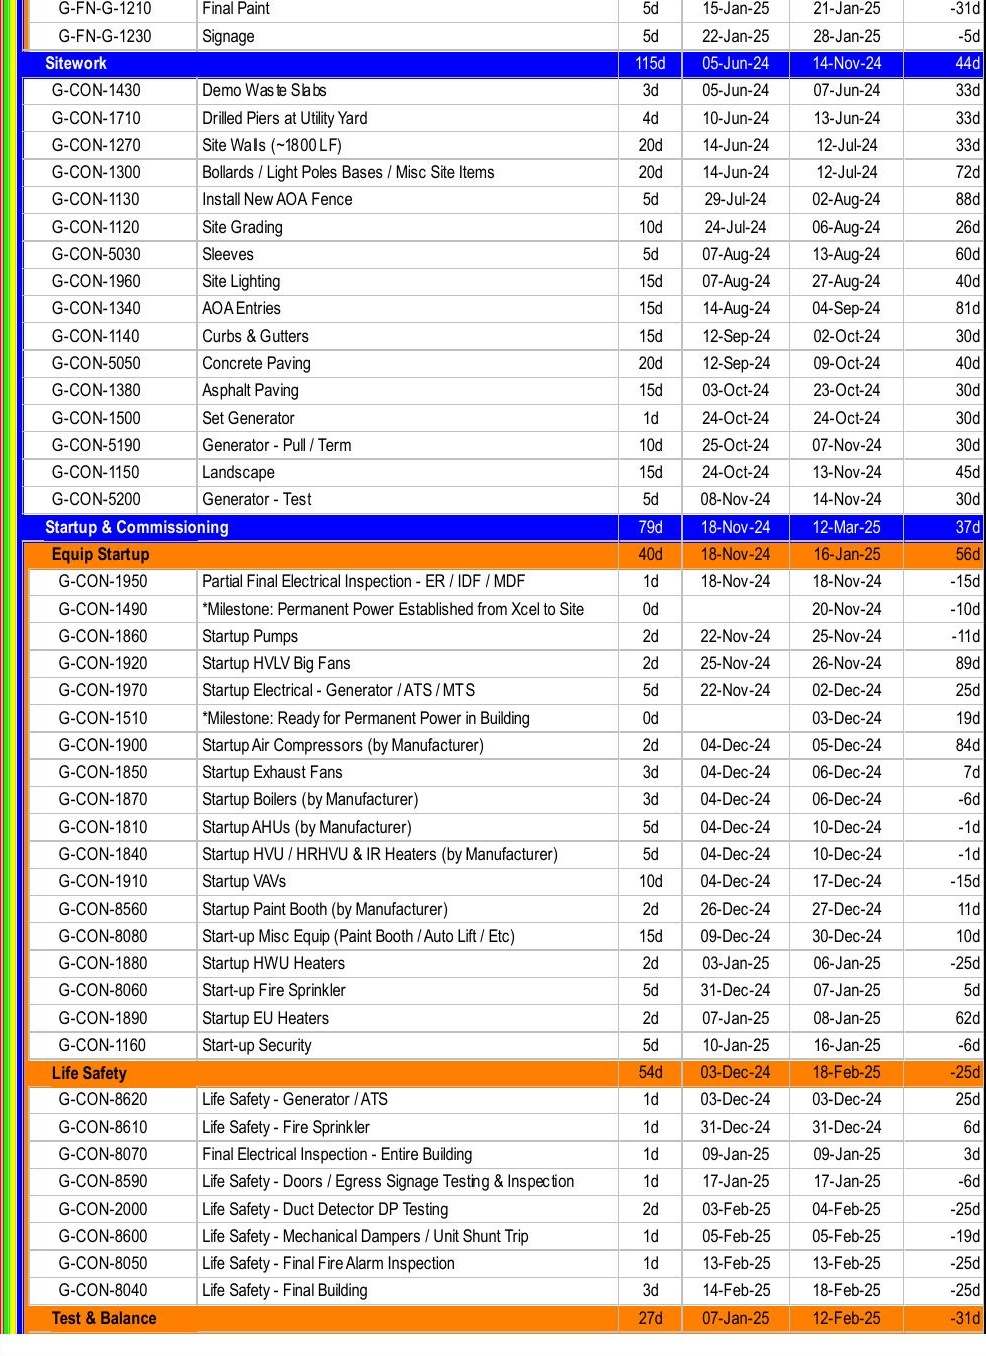 G-FN-G-1210 Final Paint 5d 15-Jan-25 21-Jan-25 -31d
G-FN-G-1230 Signage 5d 22-Jan-25 28-Jan-25 -5d
Sitework 115d 05-Jun-24 14-Nov-24 44d
G-CON-1430 Demo Waste Slabs 3d 05-Jun-24 07-Jun-24 33d
G-CON-1710 Drilled Piers at Utility Yard 4d 10-Jun-24 13-Jun-24 33d
G-CON-1270 Site Walls (~1800 LF) 20d 14-Jun-24 12-Jul-24 33d
G-CON-1300 Bollards / Light Poles Bases / Misc Site Items 20d 14-Jun-24 12-Jul-24 72d
G-CON-1130 Install New AOA Fence 5d 29-Jul-24 02-Aug-24 88d
G-CON-1120 Site Grading 10d 24-Jul-24 06-Aug-24 26d
G-CON-5030 Sleeves 5d 07-Aug-24 13-Aug-24 60d
G-CON-1960 Site Lighting 15d 07-Aug-24 27-Aug-24 40d
G-CON-1340 AOA Entries 15d 14-Aug-24 04-Sep-24 81d
G-CON-1140 Curbs & Gutters 15d 12-Sep-24 02-Oct-24 30d
G-CON-5050 Concrete Paving 20d 12-Sep-24 09-Oct-24 40d
G-CON-1380 Asphalt Paving 15d 03-Oct-24 23-Oct-24 30d
G-CON-1500 Set Generator 1d 24-Oct-24 24-Oct-24 30d
G-CON-5190 Generator - Pull / Term 10d 25-Oct-24 07-Nov-24 30d
G-CON-1150 Landscape 15d 24-Oct-24 13-Nov-24 45d
G-CON-5200 Generator - Test 5d 08-Nov-24 14-Nov-24 30d
Startup & Commissioning 79d 18-Nov-24 12-Mar-25 37d
Equip Startup 40d 18-Nov-24 16-Jan-25 56d
G-CON-1950 Partial Final Electrical Inspection - ER / IDF / MDF 1d 18-Nov-24 18-Nov-24 -15d
G-CON-1490 *Milestone: Permanent Power Established from Xcel to Site 0d 20-Nov-24 -10d
G-CON-1860 Startup Pumps 2d 22-Nov-24 25-Nov-24 -11d
G-CON-1920 Startup HVLV Big Fans 2d 25-Nov-24 26-Nov-24 89d
G-CON-1970 Startup Electrical - Generator / ATS / MTS 5d 22-Nov-24 02-Dec-24 25d
G-CON-1510 *Milestone: Ready for Permanent Power in Building 0d 03-Dec-24 19d
G-CON-1900 Startup Air Compressors (by Manufacturer) 2d 04-Dec-24 05-Dec-24 84d
G-CON-1850 Startup Exhaust Fans 3d 04-Dec-24 06-Dec-24 7d
G-CON-1870 Startup Boilers (by Manufacturer) 3d 04-Dec-24 06-Dec-24 -6d
G-CON-1810 Startup AHUs (by Manufacturer) 5d 04-Dec-24 10-Dec-24 -1d
G-CON-1840 Startup HVU / HRHVU & IR Heaters (by Manufacturer) 5d 04-Dec-24 10-Dec-24 -1d
G-CON-1910 Startup VAVs 10d 04-Dec-24 17-Dec-24 -15d
G-CON-8560 Startup Paint Booth (by Manufacturer) 2d 26-Dec-24 27-Dec-24 11d
G-CON-8080 Start-up Misc Equip (Paint Booth / Auto Lift / Etc) 15d 09-Dec-24 30-Dec-24 10d
G-CON-1880 Startup HWU Heaters 2d 03-Jan-25 06-Jan-25 -25d
G-CON-8060 Start-up Fire Sprinkler 5d 31-Dec-24 07-Jan-25 5d
G-CON-1890 Startup EU Heaters 2d 07-Jan-25 08-Jan-25 62d
G-CON-1160 Start-up Security 5d 10-Jan-25 16-Jan-25 -6d
Life Safety 54d 03-Dec-24 18-Feb-25 -25d
G-CON-8620 Life Safety - Generator / ATS 1d 03-Dec-24 03-Dec-24 25d
G-CON-8610 Life Safety - Fire Sprinkler 1d 31-Dec-24 31-Dec-24 6d
G-CON-8070 Final Electrical Inspection - Entire Building 1d 09-Jan-25 09-Jan-25 3d
G-CON-8590 Life Safety - Doors / Egress Signage Testing & Inspection 1d 17-Jan-25 17-Jan-25 -6d
G-CON-2000 Life Safety - Duct Detector DP Testing 2d 03-Feb-25 04-Feb-25 -25d
G-CON-8600 Life Safety - Mechanical Dampers / Unit Shunt Trip 1d 05-Feb-25 05-Feb-25 -19d
G-CON-8050 Life Safety - Final Fire Alarm Inspection 1d 13-Feb-25 13-Feb-25 -25d
G-CON-8040 Life Safety - Final Building 3d 14-Feb-25 18-Feb-25 -25d
Test & Balance 27d 07-Jan-25 12-Feb-25 -31d